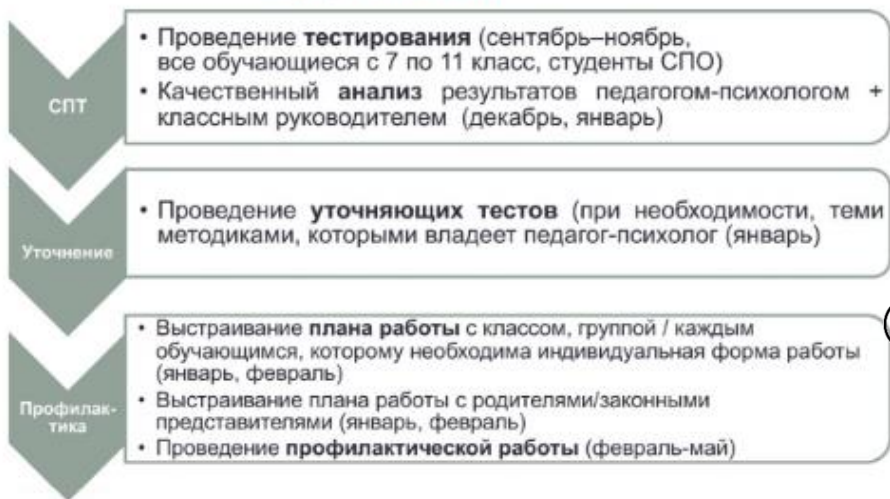 СПТ
• Проведение тестирования (сентябрь–ноябрь,
все обучающиеся с 7 по 11 класс, студенты СПО)
• Качественный анализ результатов педагогом-психологом +
классным руководителем (декабрь, январь)
Уточнение
• Проведение уточняющих тестов (при необходимости, теми
методиками, которыми владеет педагог-психолог (январь)
Профилак-
тика
• Выстраивание плана работы с классом, группой / каждым
обучающимся, которому необходима индивидуальная форма работы
(январь, февраль)
• Выстраивание плана работы с родителями/законными
представителями (январь, февраль)
• Проведение профилактической работы (февраль-май)